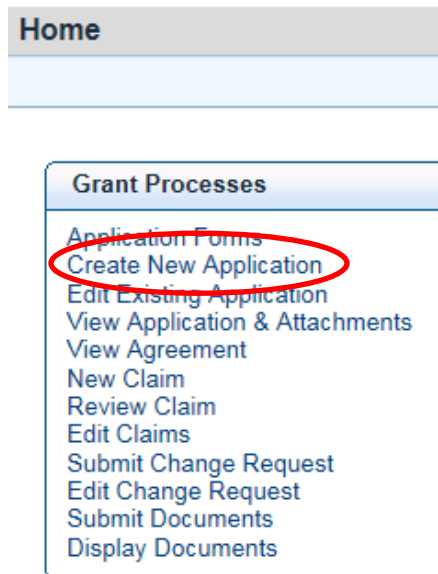 Home
Grant Processes
Application Forms
Create New Application
Edit Existing Application
View Application & Attachments
View Agreement
New Claim
Review Claim
Edit Claims
Submit Change Request
Edit Change Request
Submit Documents
Display Documents